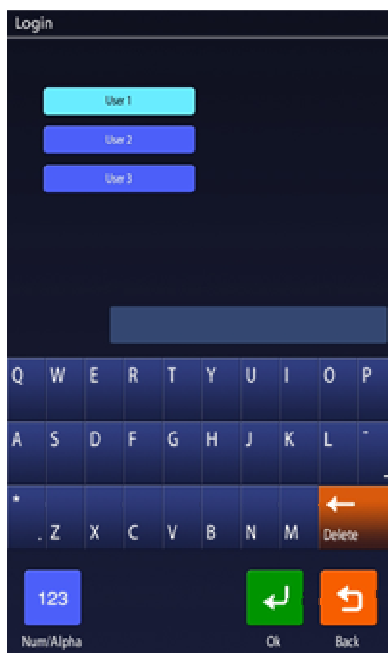 Login
User 1
User 2
User 3
Q W E R T Y U I O P
A S D F G H J K L - _
* . Z X C V B N M Delete
123
Num/Alpha Ok Back